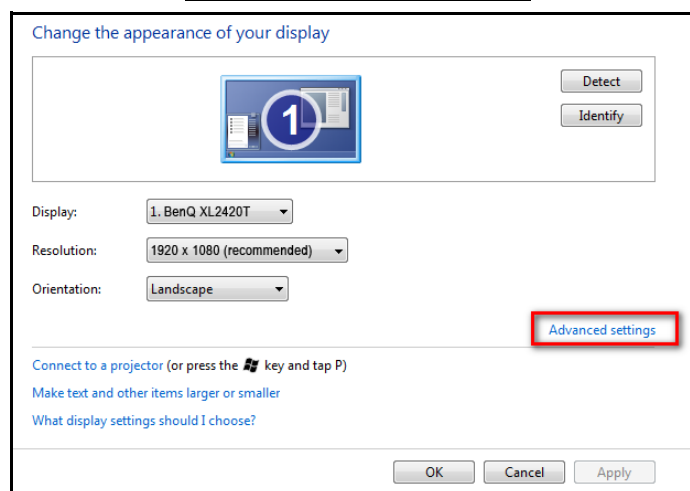 Change the appearance of your display
Detect
1
Identify
Display: 1. BenQ XL2420T
Resolution: 1920 x 1080 (recommended)
Orientation: Landscape
Advanced settings
Connect to a projector (or press the key and tap P)
Make text and other items larger or smaller
What display settings should I choose?
OK Cancel Apply